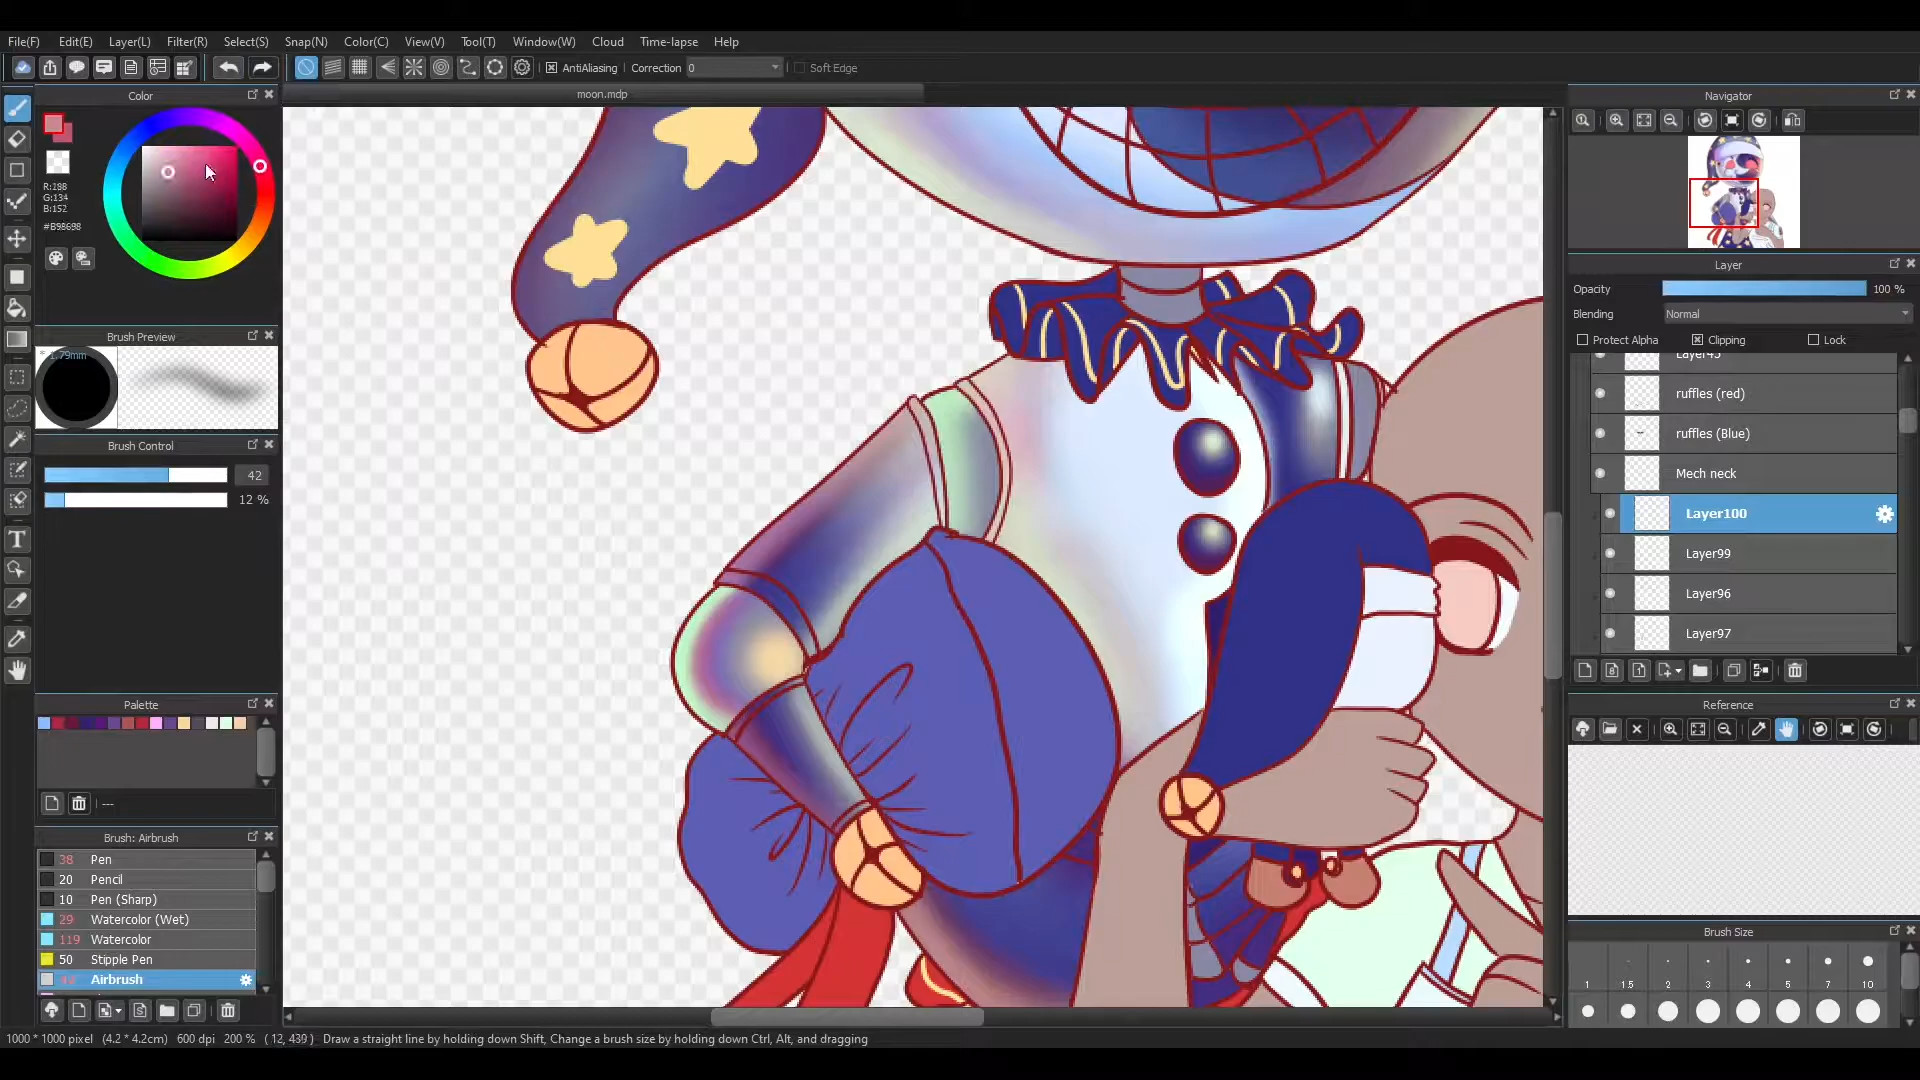 File(F) Edit(E) Layer(L) Filter(R) Select(S) Snap(N) Color(C) View(V) Tool(T) Window(W) Cloud Time-lapse Help
AntiAliasing Correction 0 Soft Edge
Color
moon.mdp
R:198
G:134
B:152
#B98698
Brush Preview
* 1.79mm
Brush Control
42
12 %
Palette
---
Brush: Airbrush
38 Pen
20 Pencil
10 Pen (Sharp)
29 Watercolor (Wet)
119 Watercolor
50 Stipple Pen
42 Airbrush
Navigator
Layer
Opacity 100 %
Blending Normal
Protect Alpha Clipping Lock
Layer45
ruffles (red)
ruffles (Blue)
Mech neck
Layer100
Layer99
Layer96
Layer97
Reference
Brush Size
1 1.5 2 3 4 5 7 10
1000 * 1000 pixel (4.2 * 4.2cm) 600 dpi 200 % ( 12, 439 ) Draw a straight line by holding down Shift, Change a brush size by holding down Ctrl, Alt, and dragging